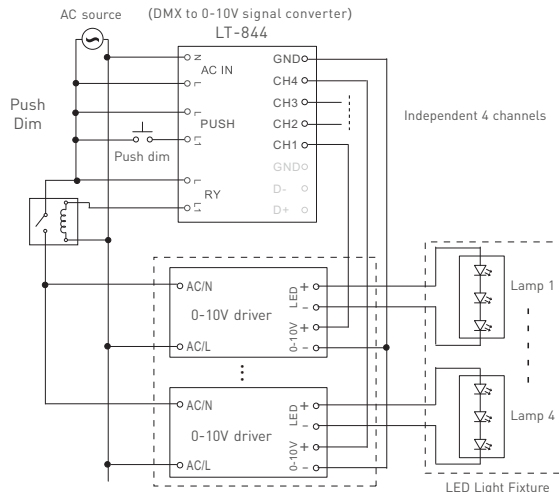 AC source
(DMX to 0-10V signal converter)
LT-844
N
L
AC IN
L
L1
PUSH
L
L1
RY
GND
CH4
CH3
CH2
CH1
GND
D-
D+
Push
Dim
Push dim
Independent 4 channels
AC/N
0-10V driver
AC/L
LED
+
−
0-10V
+
−
Lamp 1
AC/N
0-10V driver
AC/L
LED
+
−
0-10V
+
−
Lamp 4
LED Light Fixture